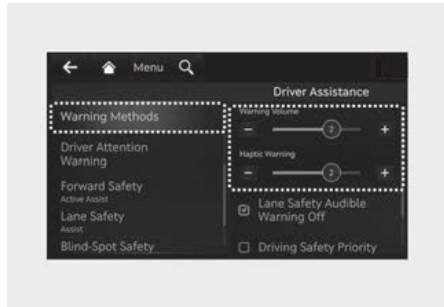 Menu
Driver Assistance
Warning Methods
Driver Attention
Warning
Forward Safety
Active Assist
Lane Safety
Assist
Blind-Spot Safety
Warning Volume
- 2 +
Haptic Warning
- 2 +
Lane Safety Audible
Warning Off
Driving Safety Priority